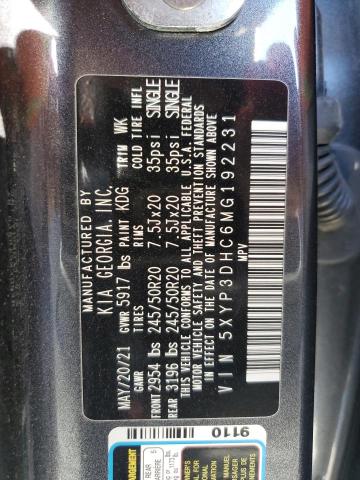 MANUFACTURED BY
KIA GEORGIA, INC.
MAY/20/21 GVWR 5917 lbs PAINT KDG TRIM WK
GAWR TIRES RIMS COLD TIRE INFL
FRONT 2954 lbs 245/50R20 7.5Jx20 35psi SINGLE
REAR 3196 lbs 245/50R20 7.5Jx20 35psi SINGLE
THIS VEHICLE CONFORMS TO ALL APPLICABLE U.S.A. FEDERAL
MOTOR VEHICLE SAFETY AND THEFT PREVENTION STANDARDS
IN EFFECT ON DATE OF MANUFACTURE SHOWN ABOVE.
VIN 5XYP3DHC6MG192231
MPV
9110
REAR 5
MANUEL